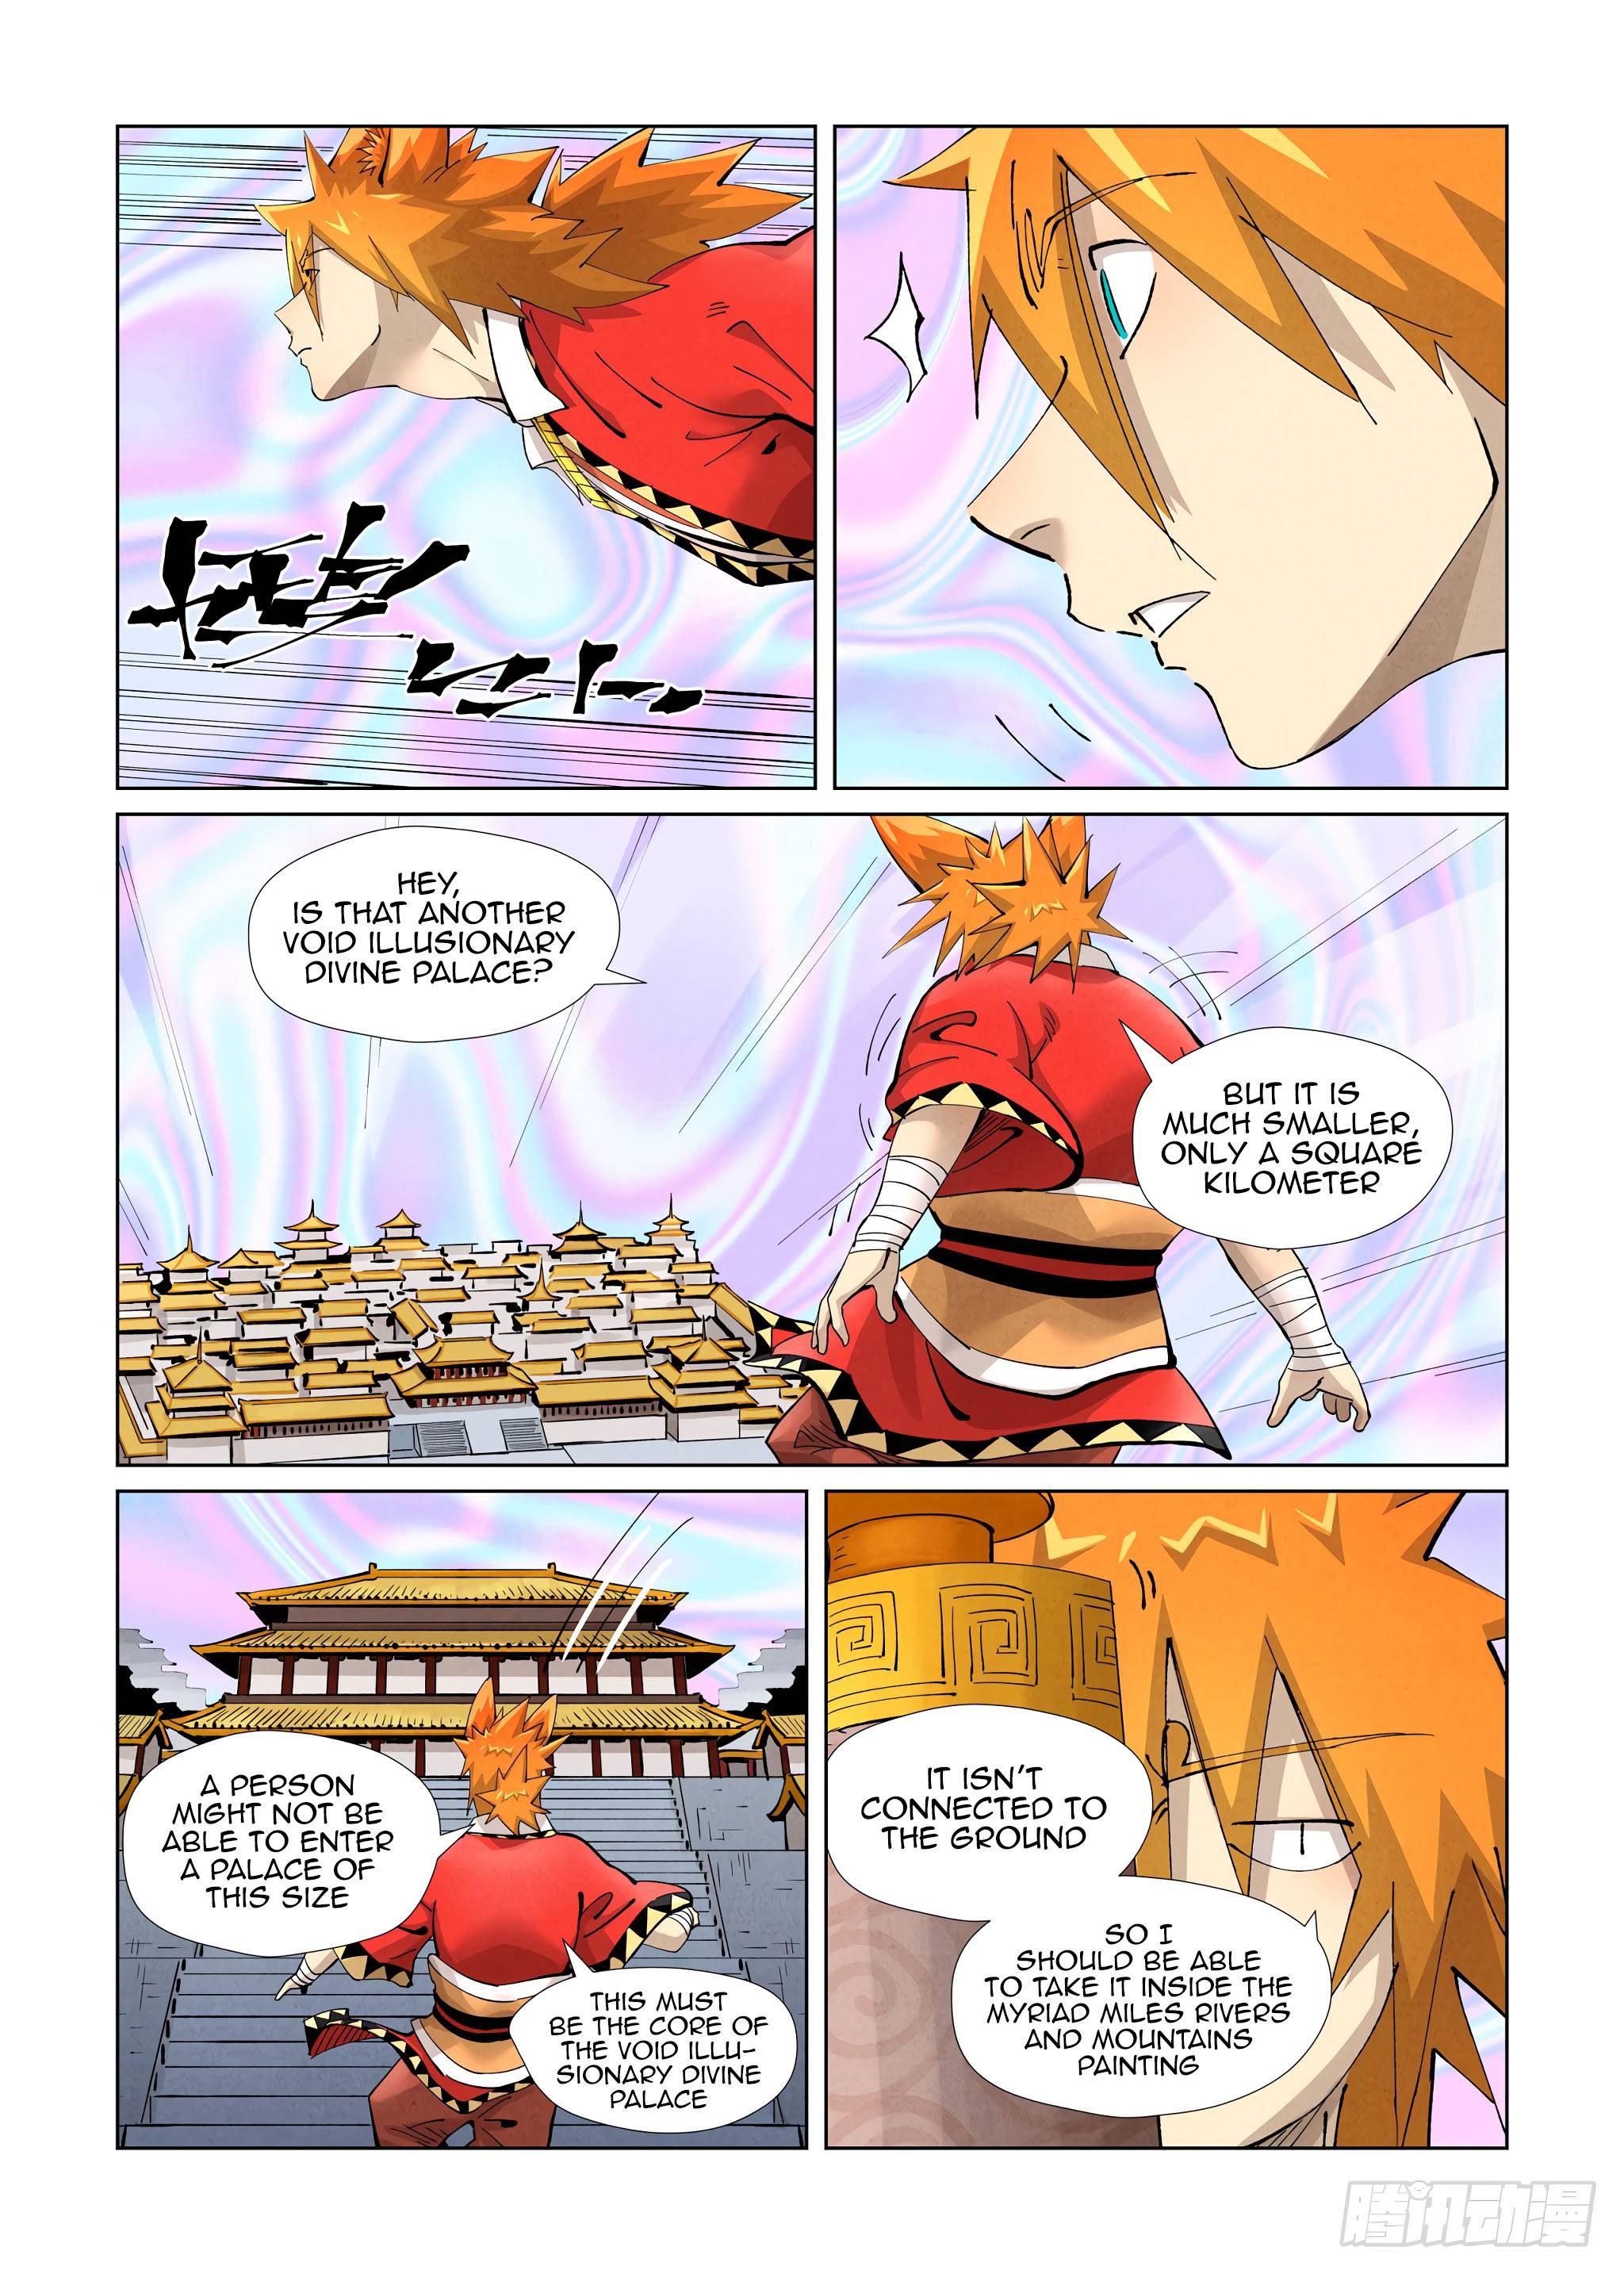 HEY,
IS THAT ANOTHER
VOID ILLUSIONARY
DIVINE PALACE?
BUT IT IS
MUCH SMALLER,
ONLY A SQUARE
KILOMETER
A PERSON
MIGHT NOT BE
ABLE TO ENTER
A PALACE OF
THIS SIZE
THIS MUST
BE THE CORE OF
THE VOID ILLU-
SIONARY DIVINE
PALACE
IT ISN'T
CONNECTED TO
THE GROUND
SO I
SHOULD BE ABLE
TO TAKE IT INSIDE THE
MYRIAD MILES RIVERS
AND MOUNTAINS
PAINTING
腾讯动漫